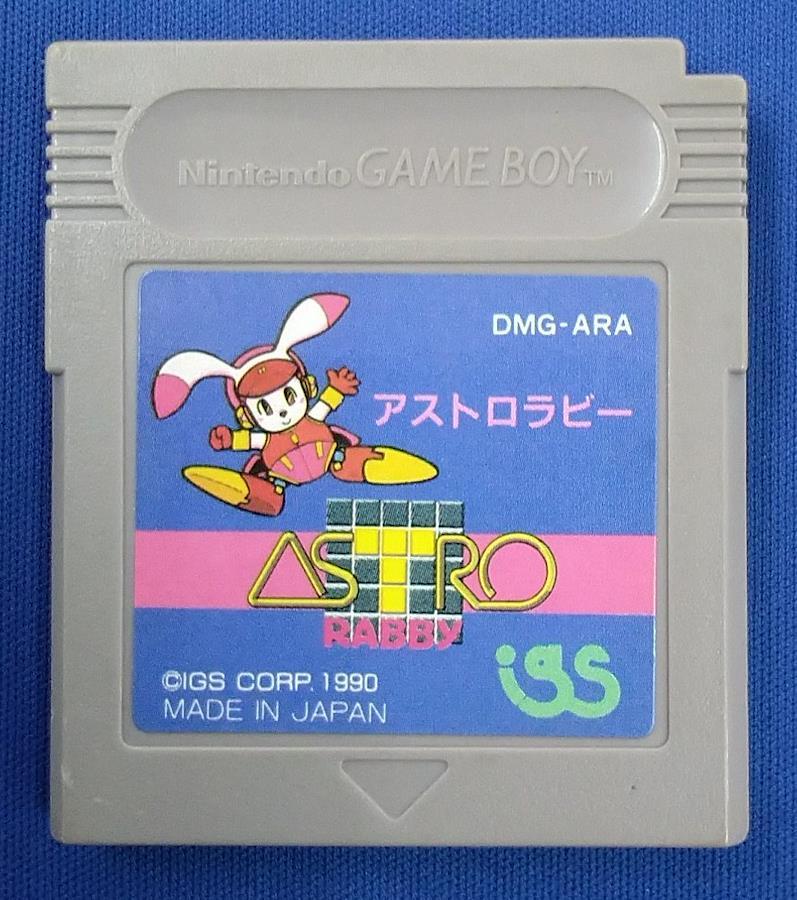 Nintendo GAME BOY™
DMG-ARA
アストロラビー
ASTRO
RABBY
igs
©IGS CORP. 1990
MADE IN JAPAN